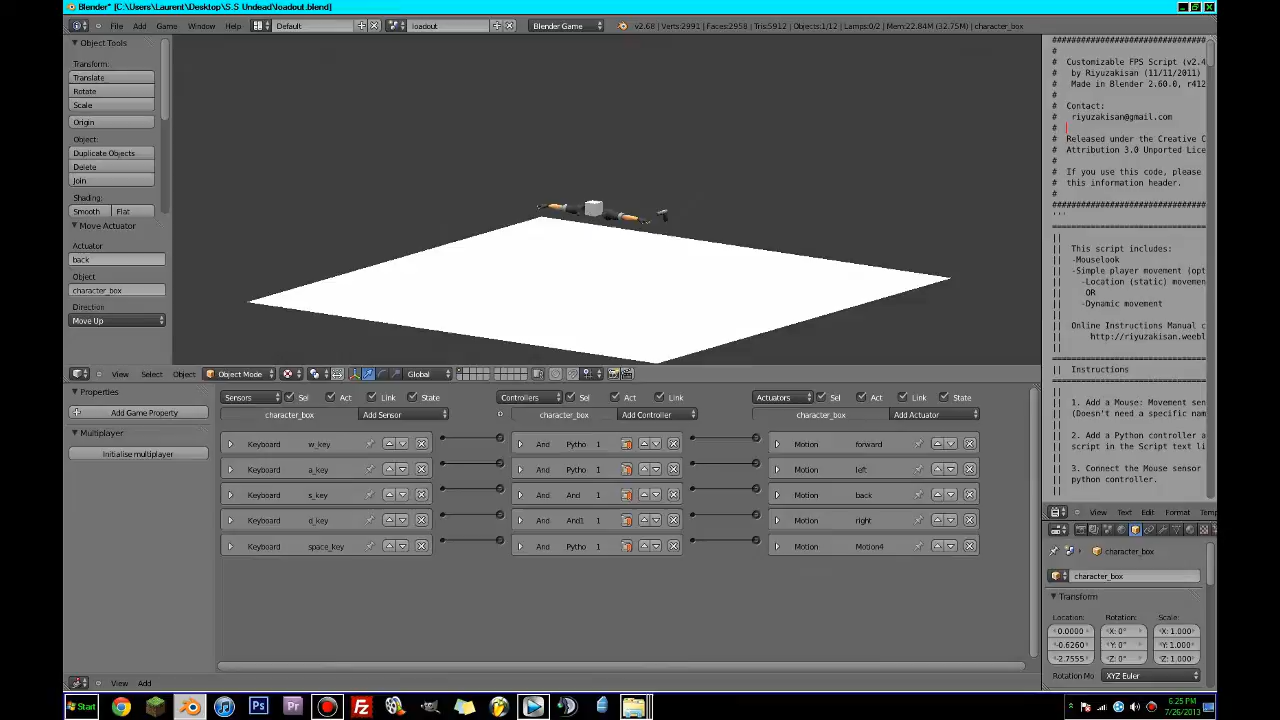 Blender* [C:\Users\Laurent\Desktop\S.S Undead\loadout.blend]
File Add Game Window Help Default loadout Blender Game v2.68 | Verts:2991 | Faces:2958 | Tris:5912 | Objects:1/12 | Lamps:0/2 | Mem:22.84M (32.75M) | character_box
Object Tools
Transform:
Translate
Rotate
Scale
Origin
Object:
Duplicate Objects
Delete
Join
Shading:
Smooth Flat
Move Actuator
Actuator
back
Object
character_box
Direction
Move Up
View Select Object Object Mode Global
Properties
Add Game Property
Multiplayer
Initialise multiplayer
Sensors Sel Act Link State Controllers Sel Act Link Actuators Sel Act Link State
character_box Add Sensor character_box Add Controller character_box Add Actuator
Keyboard w_key And Pytho 1 Motion forward
Keyboard a_key And Pytho 1 Motion left
Keyboard s_key And And 1 Motion back
Keyboard d_key And And1 1 Motion right
Keyboard space_key And Pytho 1 Motion Motion4
View Add
##################################
#
# Customizable FPS Script (v2.4
# by Riyuzakisan (11/11/2011)
# Made in Blender 2.60.0, r412
#
# Contact:
# riyuzakisan@gmail.com
#
# Released under the Creative C
# Attribution 3.0 Unported Lice
#
# If you use this code, please
# this information header.
#
##################################
'''
||
|| This script includes:
|| -Mouselook
|| -Simple player movement (opt
|| -Location (static) movemen
|| OR
|| -Dynamic movement
||
|| Online Instructions Manual c
|| http://riyuzakisan.weebl
||
|| Instructions
||
|| 1. Add a Mouse: Movement sen
|| (Doesn't need a specific nam
||
|| 2. Add a Python controller a
|| script in the Script text li
||
|| 3. Connect the Mouse sensor
|| python controller.
||
View Text Edit Format Temp
character_box
character_box
Transform
Location: Rotation: Scale:
0.0000 X: 0° X: 1.000
-0.6260 Y: 0° Y: 1.000
-2.7555 Z: 0° Z: 1.000
Rotation Mo XYZ Euler
Start Ps Pr 6:25 PM
7/26/2013